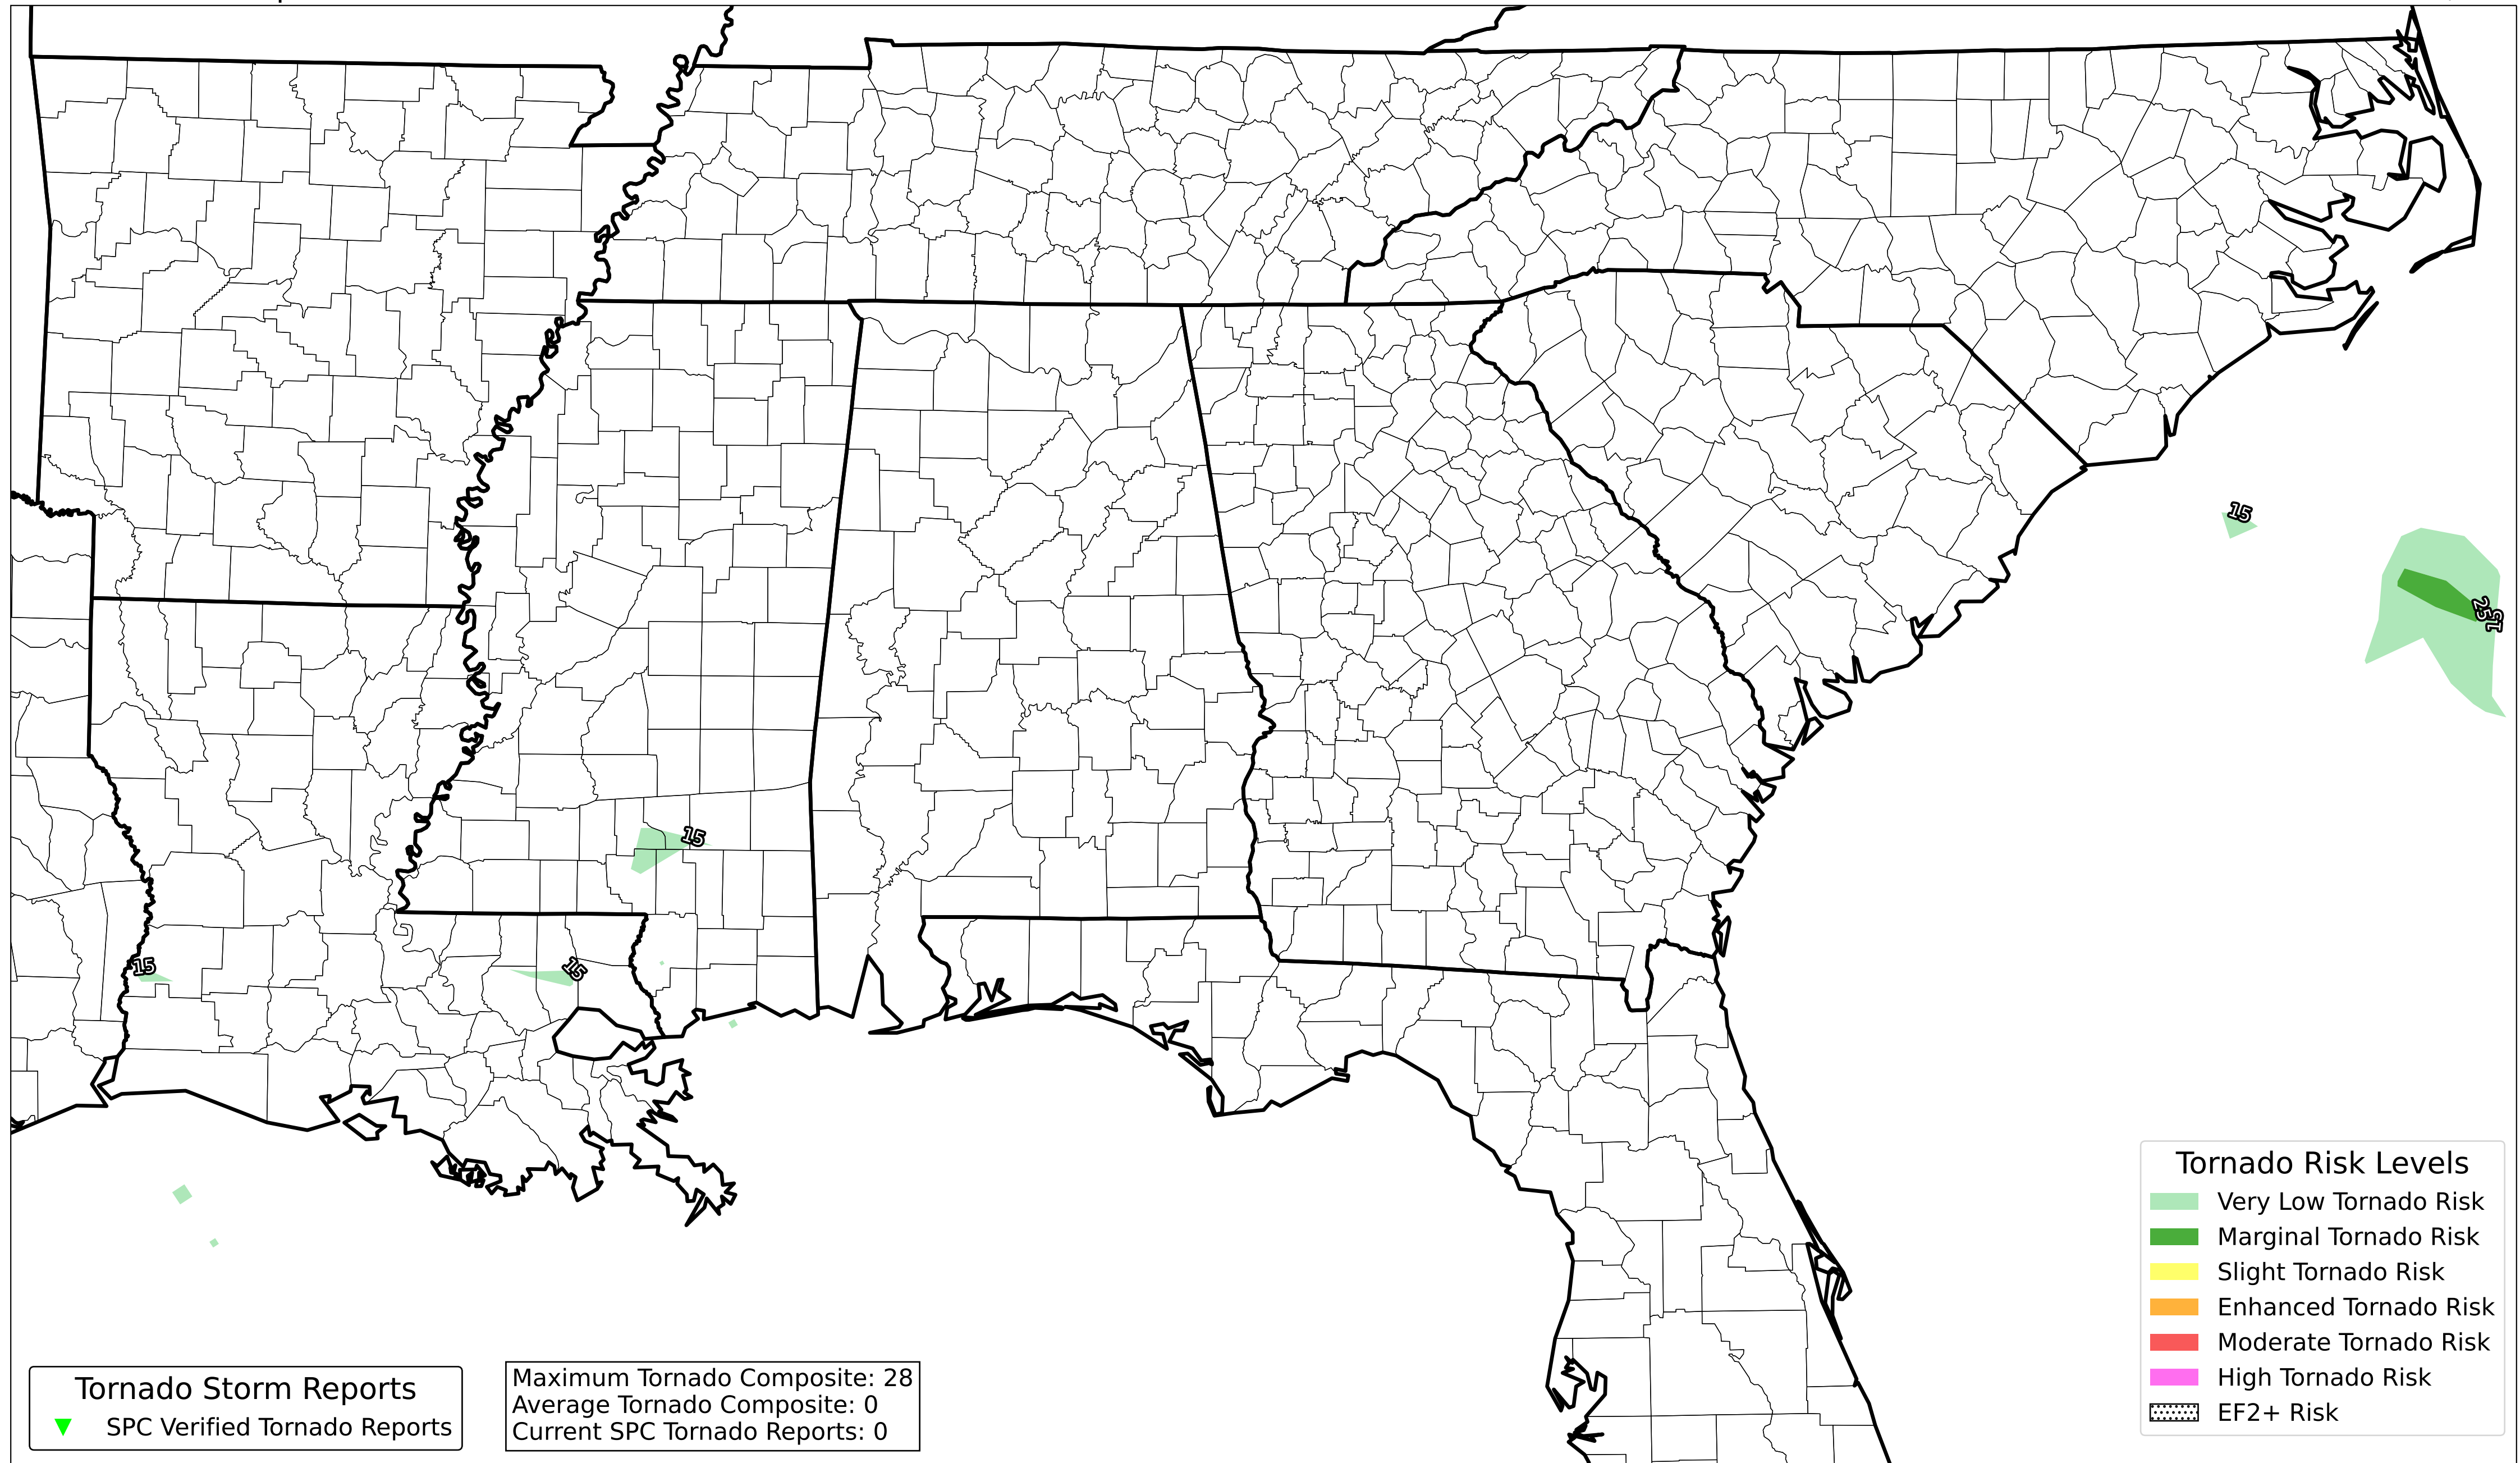 15
25
15
15
15
15
Tornado Risk Levels
Very Low Tornado Risk
Marginal Tornado Risk
Slight Tornado Risk
Enhanced Tornado Risk
Moderate Tornado Risk
High Tornado Risk
EF2+ Risk
Tornado Storm Reports
SPC Verified Tornado Reports
Maximum Tornado Composite: 28
Average Tornado Composite: 0
Current SPC Tornado Reports: 0